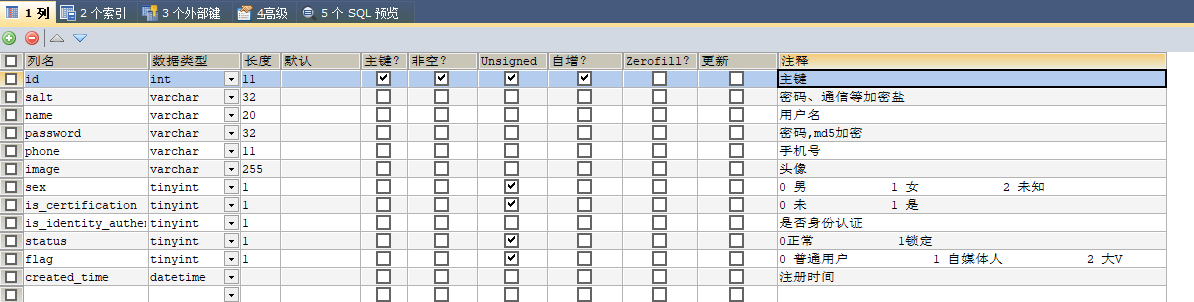 1 列 2 个索引 3 个外部键 4高级 5 个 SQL 预览
列名 数据类型 长度 默认 主键? 非空? Unsigned 自增? Zerofill? 更新 注释
id int 11 主键
salt varchar 32 密码、通信等加密盐
name varchar 20 用户名
password varchar 32 密码,md5加密
phone varchar 11 手机号
image varchar 255 头像
sex tinyint 1 0 男 1 女 2 未知
is_certification tinyint 1 0 未 1 是
is_identity_authe tinyint 1 是否身份认证
status tinyint 1 0正常 1锁定
flag tinyint 1 0 普通用户 1 自媒体人 2 大V
created_time datetime 注册时间